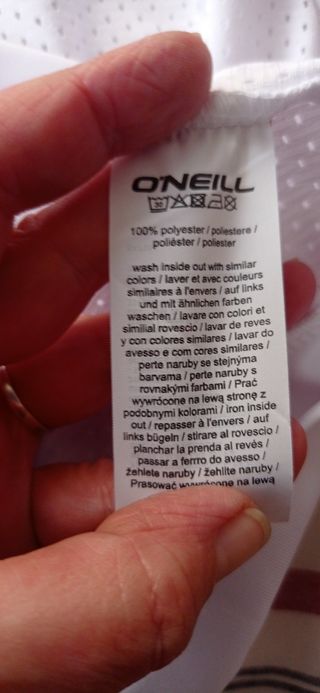 O'NEILL
30
100% polyester / poliestere /
poliéster / poliester
wash inside out with similar
colors / laver et avec couleurs
similaires à l'envers / auf links
und mit ähnlichen farben
waschen / lavare con colori et
similial rovescio / lavar de reves
y con colores similares / lavar do
avesso e com cores similares /
perte naruby se stejnýma
barvama / perte naruby s
rovnakými farbami / Prać
wywrócone na lewą stronę z
podobnymi kolorami / iron inside
out / repasser à l'envers / auf
links bügeln / stirare al rovescio /
planchar la prenda al revés /
passar a ferrro do avesso /
žehlete naruby / žehlite naruby /
Prasować wywrócone na lewą